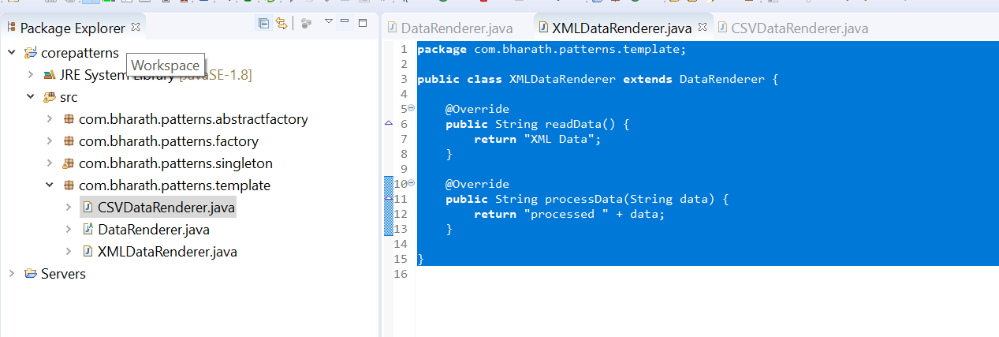 Package Explorer
corepatterns
Workspace
JRE System Library [JavaSE-1.8]
src
com.bharath.patterns.abstractfactory
com.bharath.patterns.factory
com.bharath.patterns.singleton
com.bharath.patterns.template
CSVDataRenderer.java
DataRenderer.java
XMLDataRenderer.java
Servers
DataRenderer.java XMLDataRenderer.java CSVDataRenderer.java
1 package com.bharath.patterns.template;
2
3 public class XMLDataRenderer extends DataRenderer {
4
5 @Override
6 public String readData() {
7 return "XML Data";
8 }
9
10 @Override
11 public String processData(String data) {
12 return "processed " + data;
13 }
14
15 }
16